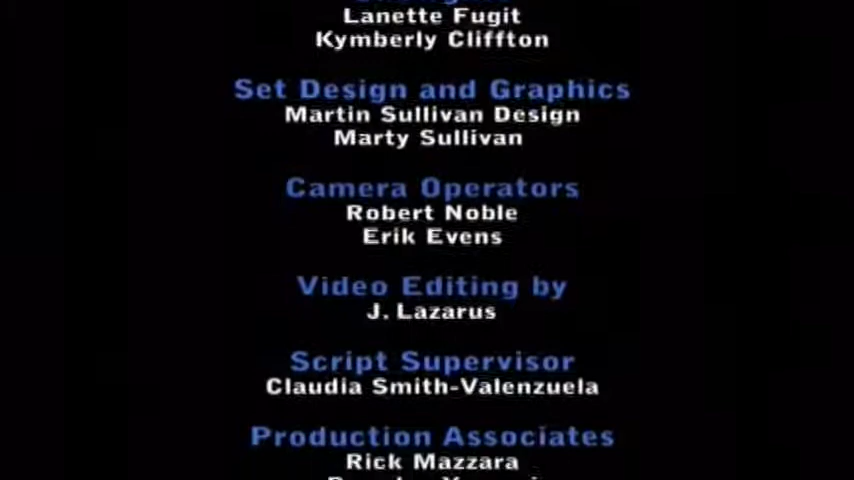 Lanette Fugit
Kymberly Cliffton
Set Design and Graphics
Martin Sullivan Design
Marty Sullivan
Camera Operators
Robert Noble
Erik Evens
Video Editing by
J. Lazarus
Script Supervisor
Claudia Smith-Valenzuela
Production Associates
Rick Mazzara